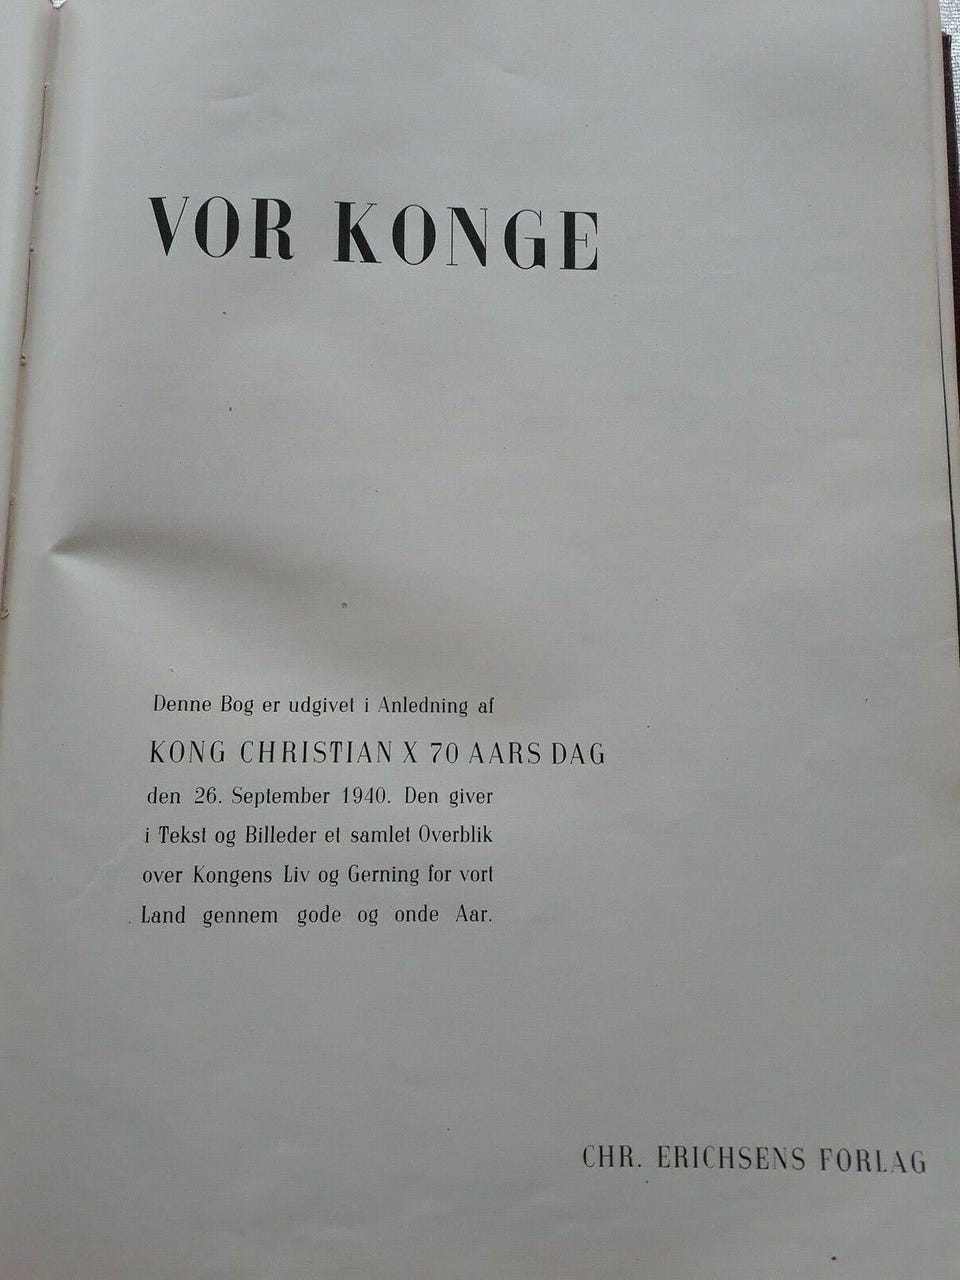 VOR KONGE
Denne Bog er udgivet i Anledning af
KONG CHRISTIAN X 70 AARS DAG
den 26. September 1940. Den giver
i Tekst og Billeder et samlet Overblik
over Kongens Liv og Gerning for vort
Land gennem gode og onde Aar.
CHR. ERICHSENS FORLAG